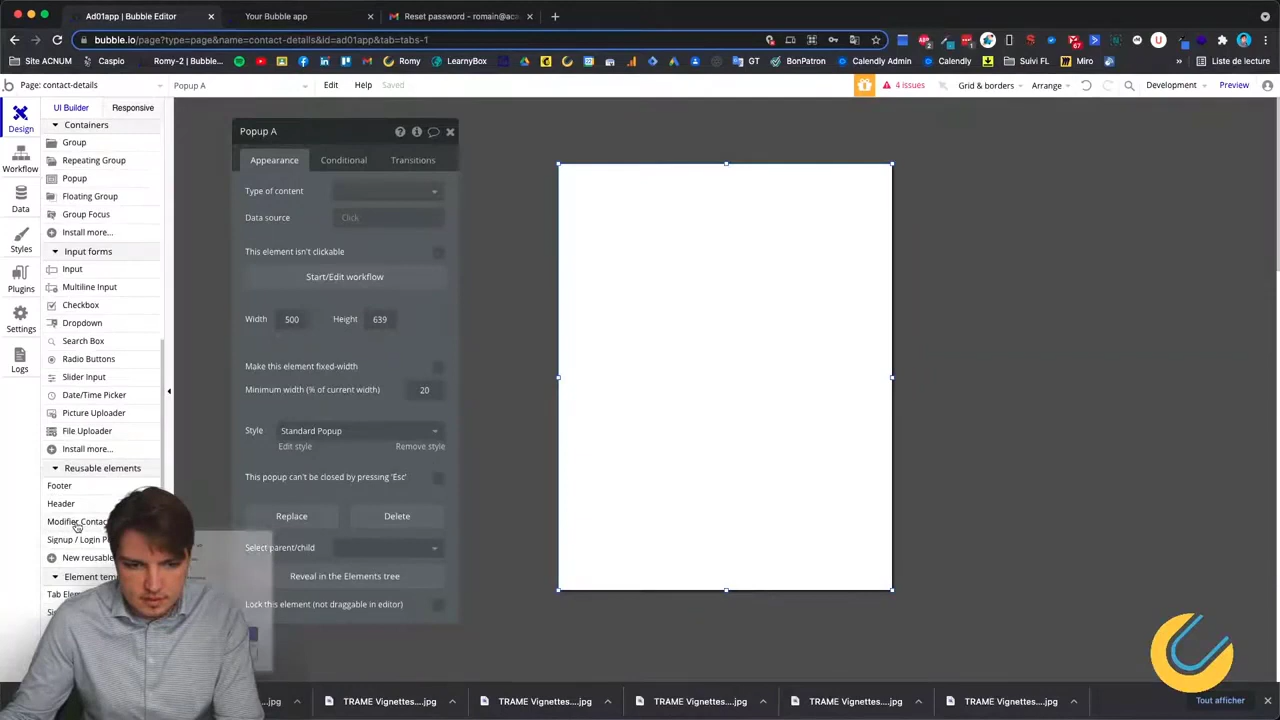 Ad01app | Bubble Editor
Your Bubble app
Reset password - romain@aca
bubble.io/page?type=page&name=contact-details&id=ad01app&tab=tabs-1
Site ACNUM
Caspio
Romy-2 | Bubble...
Romy
LearnyBox
BonPatron
Calendly Admin
Calendly
Suivi FL
Miro
Liste de lecture
Page: contact-details
Popup A
Edit
Help
Saved
4 issues
Grid & borders
Arrange
Development
Preview
Design
Workflow
Data
Styles
Plugins
Settings
Logs
UI Builder
Responsive
Containers
Group
Repeating Group
Popup
Floating Group
Group Focus
Install more...
Input forms
Input
Multiline Input
Checkbox
Dropdown
Search Box
Radio Buttons
Slider Input
Date/Time Picker
Picture Uploader
File Uploader
Install more...
Reusable elements
Footer
Header
Modifier Contac
Signup / Login P
New reusable
Element tem
Tab Elem
Popup A
Appearance
Conditional
Transitions
Type of content
Data source
Click
This element isn't clickable
Start/Edit workflow
Width
500
Height
639
Make this element fixed-width
Minimum width (% of current width)
20
Style
Standard Popup
Edit style
Remove style
This popup can't be closed by pressing 'Esc'
Replace
Delete
Select parent/child
Reveal in the Elements tree
Lock this element (not draggable in editor)
....jpg
TRAME Vignettes....jpg
TRAME Vignettes....jpg
TRAME Vignettes....jpg
TRAME Vignettes....jpg
TRAME Vignettes....jpg
Tout afficher